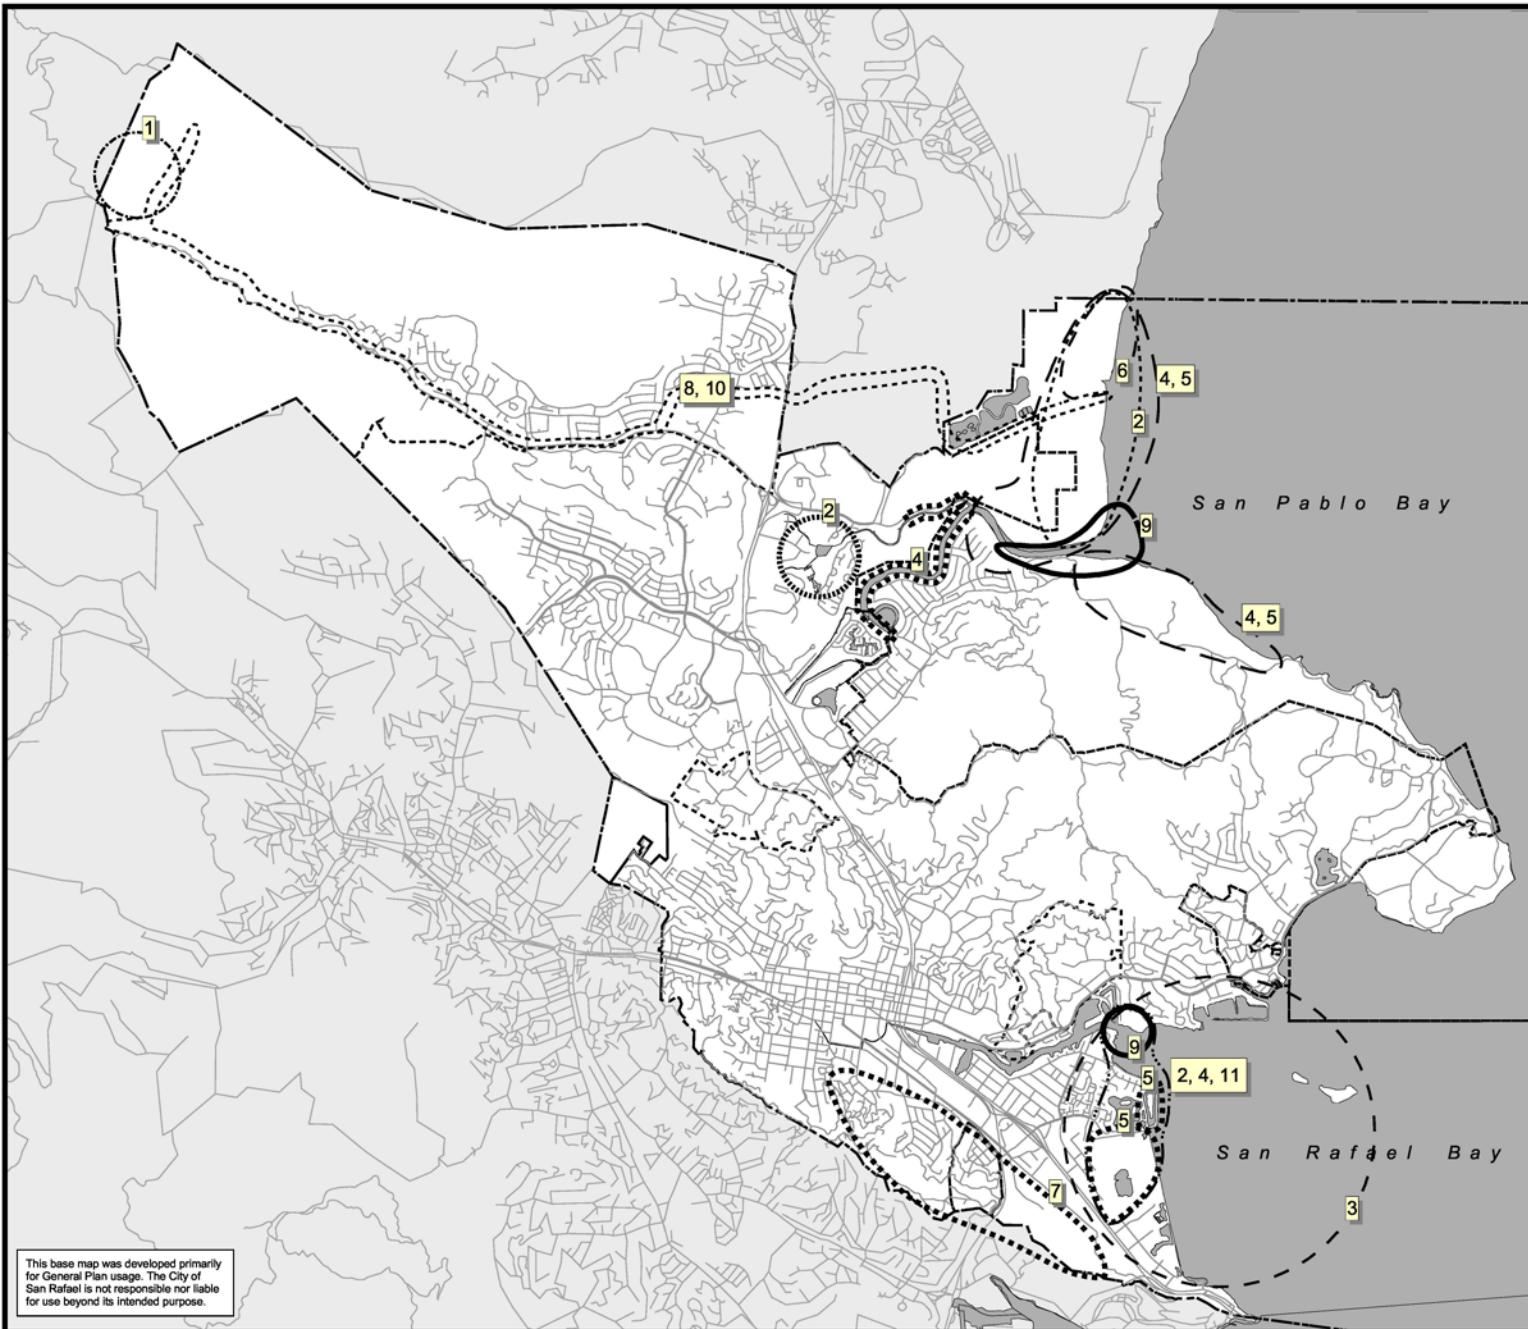 1
8, 10
6
4, 5
2
San Pablo Bay
2
9
4
4, 5
9
5
2, 4, 11
5
San Rafael Bay
7
3
This base map was developed primarily
for General Plan usage. The City of
San Rafael is not responsible nor liable
for use beyond its intended purpose.